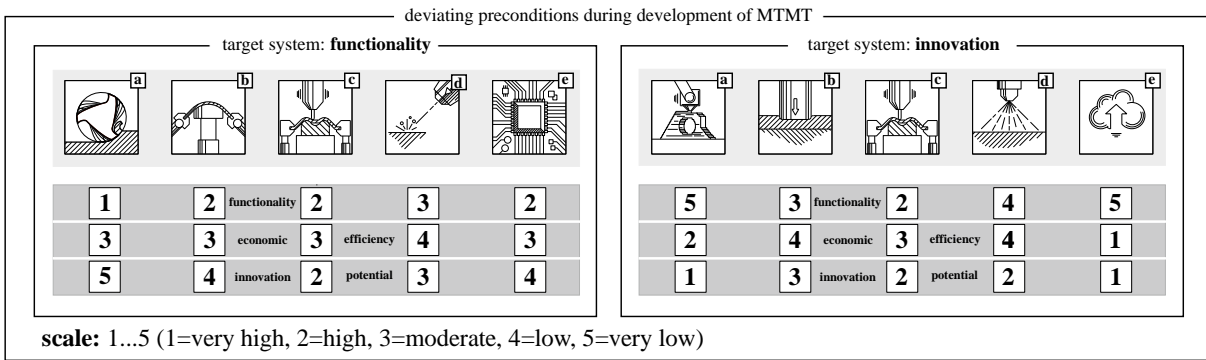 deviating preconditions during development of MTMT
target system: functionality
target system: innovation
a b c d e
a b c d e
1 2 functionality 2 3 2
5 3 functionality 2 4 5
3 3 economic 3 efficiency 4 3
2 4 economic 3 efficiency 4 1
5 4 innovation 2 potential 3 4
1 3 innovation 2 potential 2 1
scale: 1...5 (1=very high, 2=high, 3=moderate, 4=low, 5=very low)